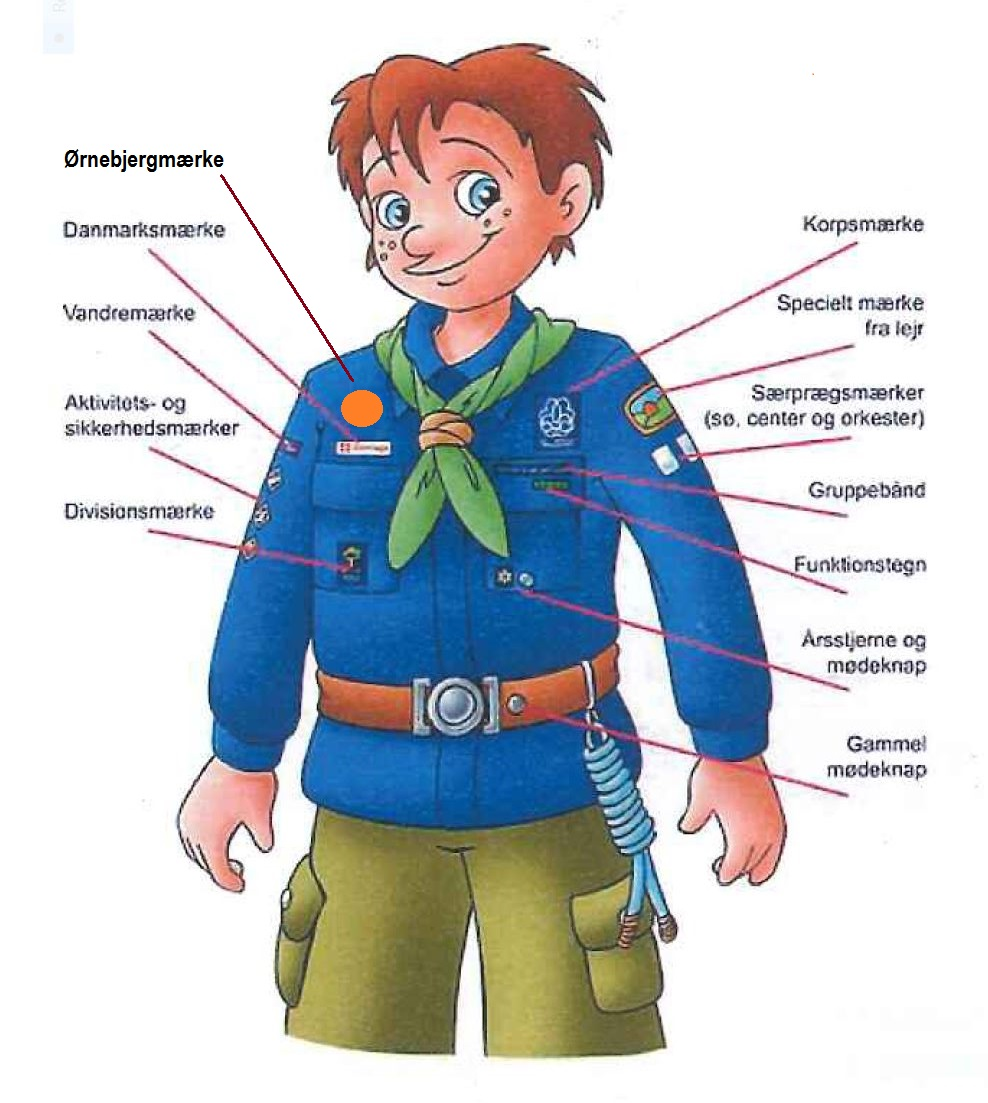 Ørnebjergmærke
Danmarksmærke
Vandremærke
Aktivitets- og
sikkerhedsmærker
Divisionsmærke
Korpsmærke
Specielt mærke
fra lejr
Særprægsmærker
(sø, center og orkester)
Gruppebånd
Funktionstegn
Årsstjerne og
mødeknap
Gammel
mødeknap